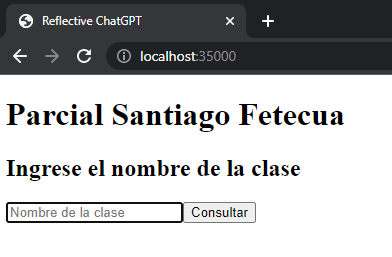 Reflective ChatGPT
localhost:35000
Parcial Santiago Fetecua
Ingrese el nombre de la clase
Nombre de la clase
Consultar